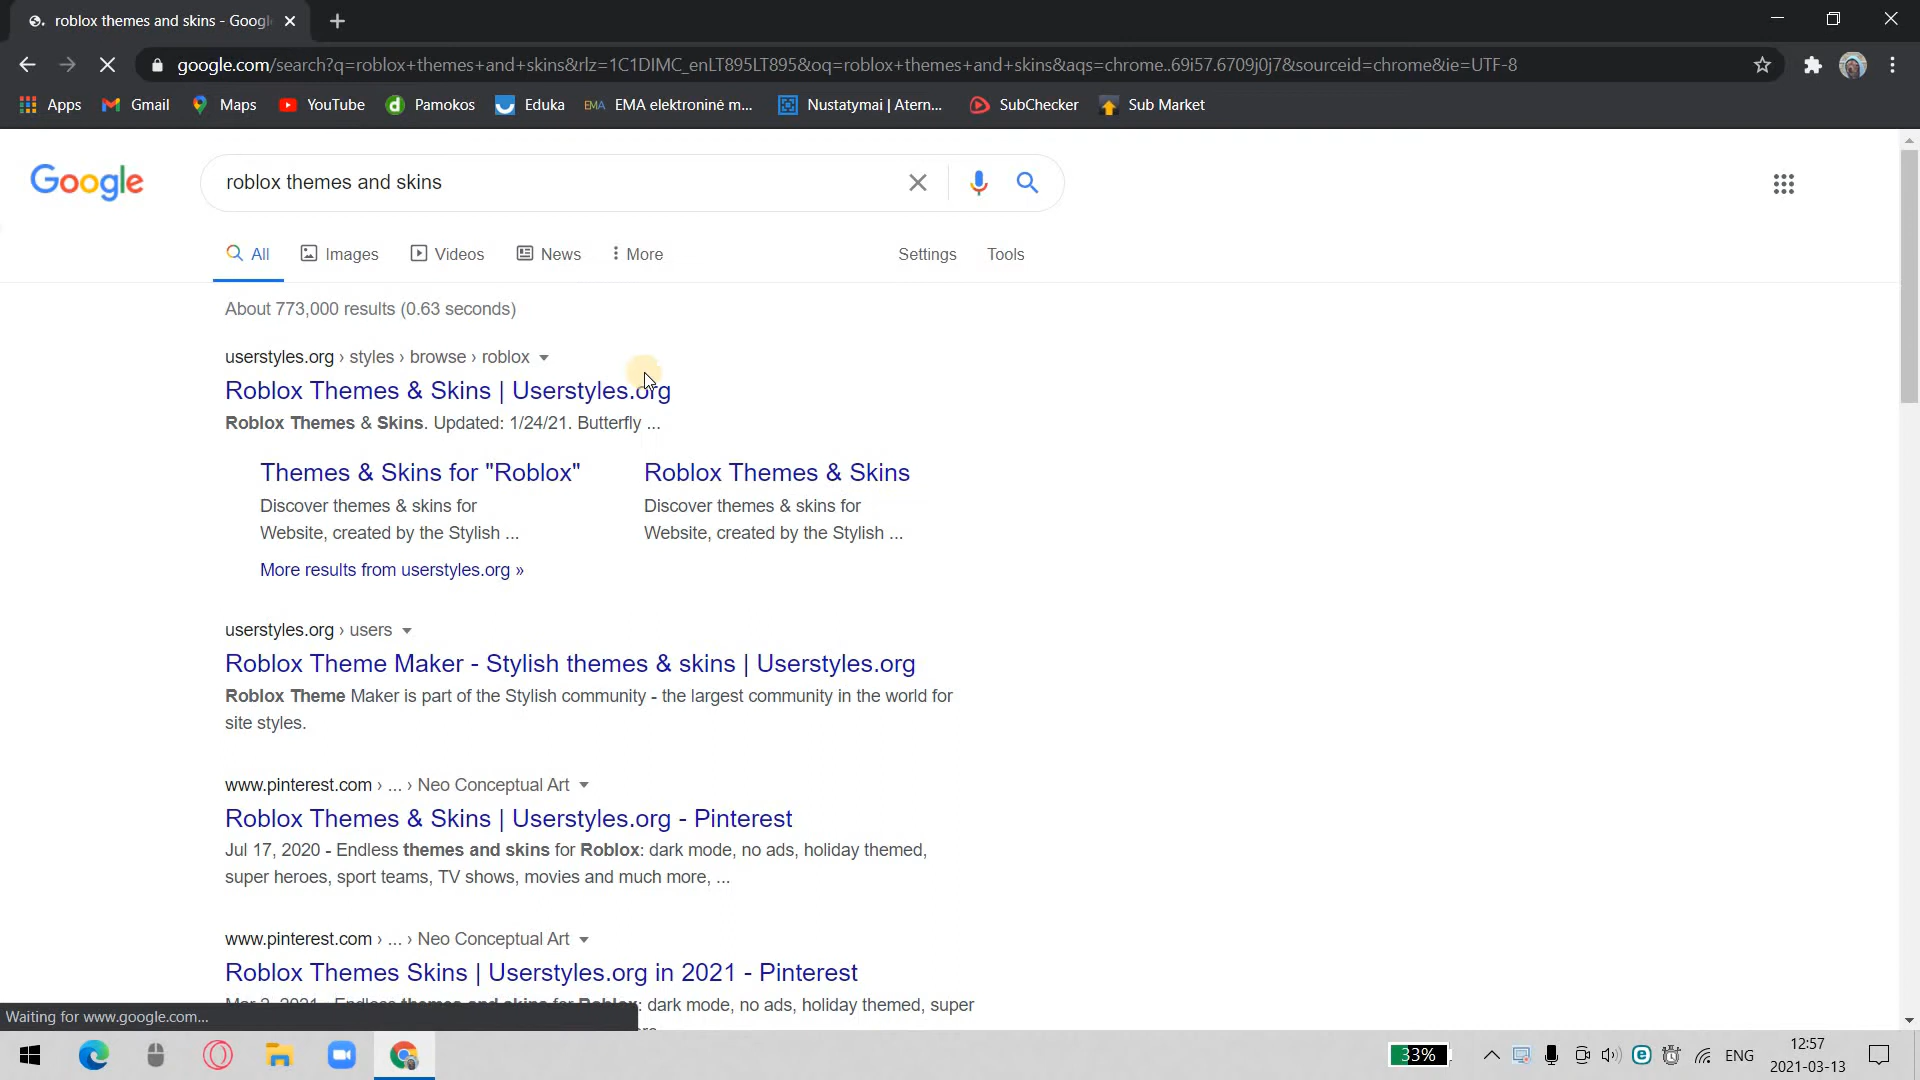 roblox themes and skins - Googl
google.com/search?q=roblox+themes+and+skins&rlz=1C1DIMC_enLT895LT895&oq=roblox+themes+and+skins&aqs=chrome..69i57.6709j0j7&sourceid=chrome&ie=UTF-8
Apps Gmail Maps YouTube Pamokos Eduka EMA EMA elektroninė m... Nustatymai | Atern... SubChecker Sub Market
Google roblox themes and skins
All Images Videos News More Settings Tools
About 773,000 results (0.63 seconds)
userstyles.org › styles › browse › roblox
Roblox Themes & Skins | Userstyles.org
Roblox Themes & Skins. Updated: 1/24/21. Butterfly ...
Themes & Skins for "Roblox" Roblox Themes & Skins
Discover themes & skins for Discover themes & skins for
Website, created by the Stylish ... Website, created by the Stylish ...
More results from userstyles.org »
userstyles.org › users
Roblox Theme Maker - Stylish themes & skins | Userstyles.org
Roblox Theme Maker is part of the Stylish community - the largest community in the world for
site styles.
www.pinterest.com › ... › Neo Conceptual Art
Roblox Themes & Skins | Userstyles.org - Pinterest
Jul 17, 2020 - Endless themes and skins for Roblox: dark mode, no ads, holiday themed,
super heroes, sport teams, TV shows, movies and much more, ...
www.pinterest.com › ... › Neo Conceptual Art
Roblox Themes Skins | Userstyles.org in 2021 - Pinterest
Mar 2, 2021 - Endless themes and skins for Roblox: dark mode, no ads, holiday themed, super
Waiting for www.google.com...
33% ENG 12:57
2021-03-13